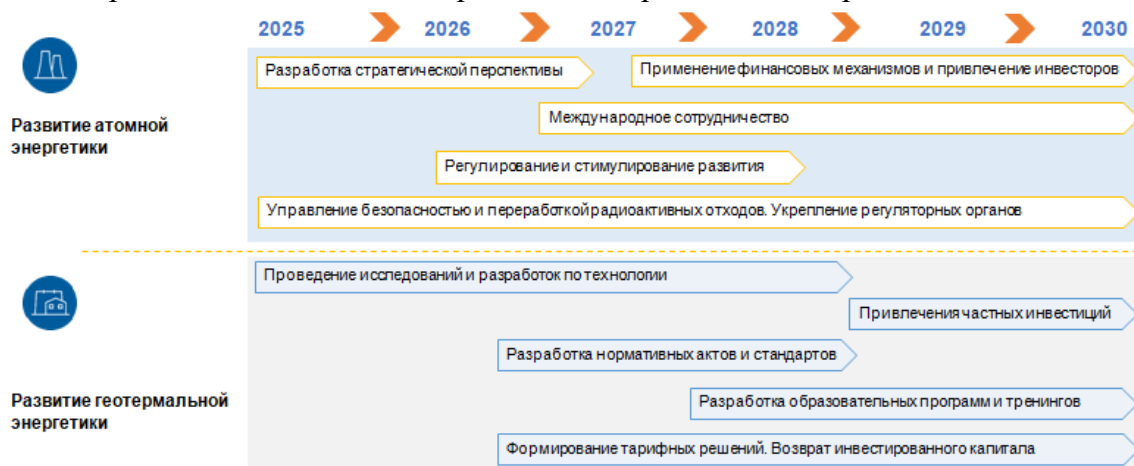 2025 2026 2027 2028 2029 2030
Разработка стратегической перспективы
Применение финансовых механизмов и привлечение инвесторов
Развитие атомной
энергетики
Международное сотрудничество
Регулирование и стимулирование развития
Управление безопасностью и переработкой радиоактивных отходов. Укрепление регуляторных органов
Проведение исследований и разработок по технологии
Привлечения частных инвестиций
Разработка нормативных актов и стандартов
Развитие геотермальной
энергетики
Разработка образовательных программ и тренингов
Формирование тарифных решений. Возврат инвестированного капитала